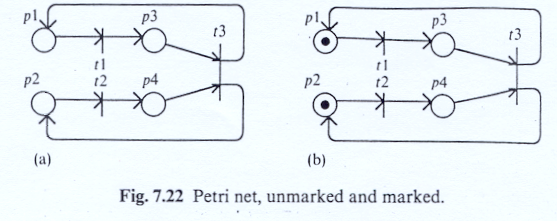 p1 p3 t3
t1
p2 t2 p4
(a)
p1 p3 t3
t1
p2 t2 p4
(b)
Fig. 7.22 Petri net, unmarked and marked.